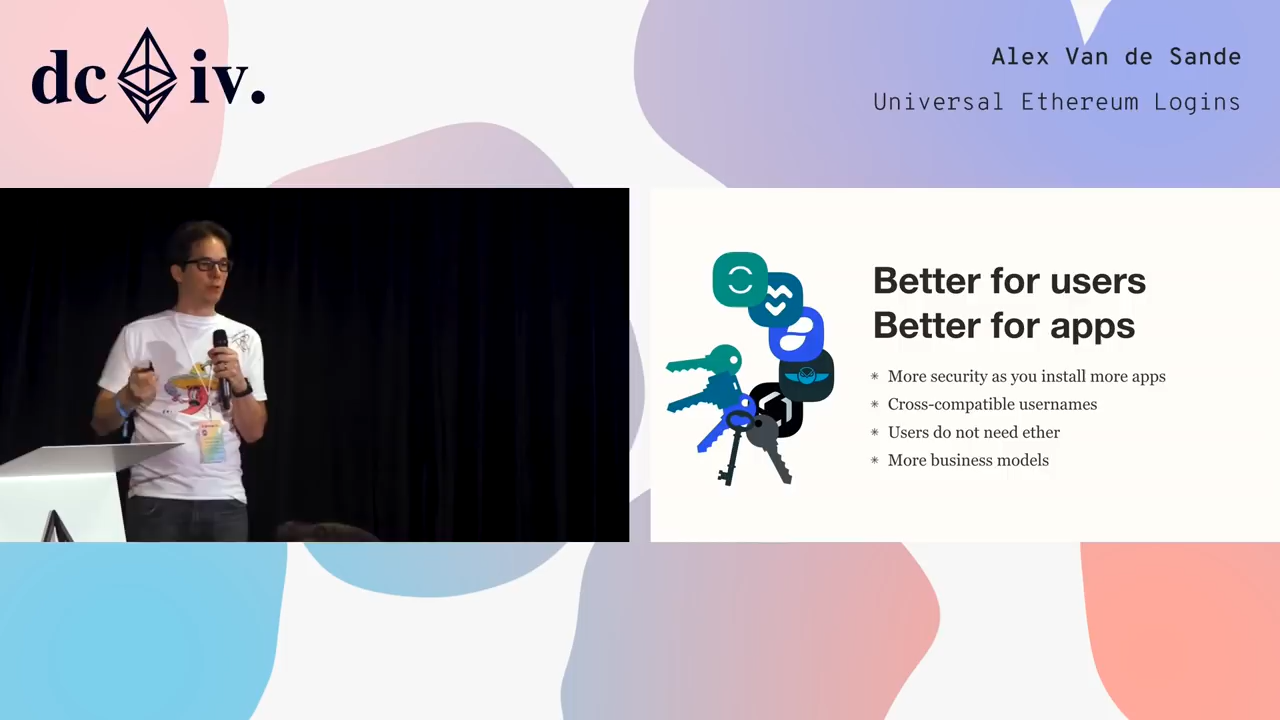 dc iv.
Alex Van de Sande
Universal Ethereum Logins
Better for users
Better for apps
* More security as you install more apps
* Cross-compatible usernames
* Users do not need ether
* More business models